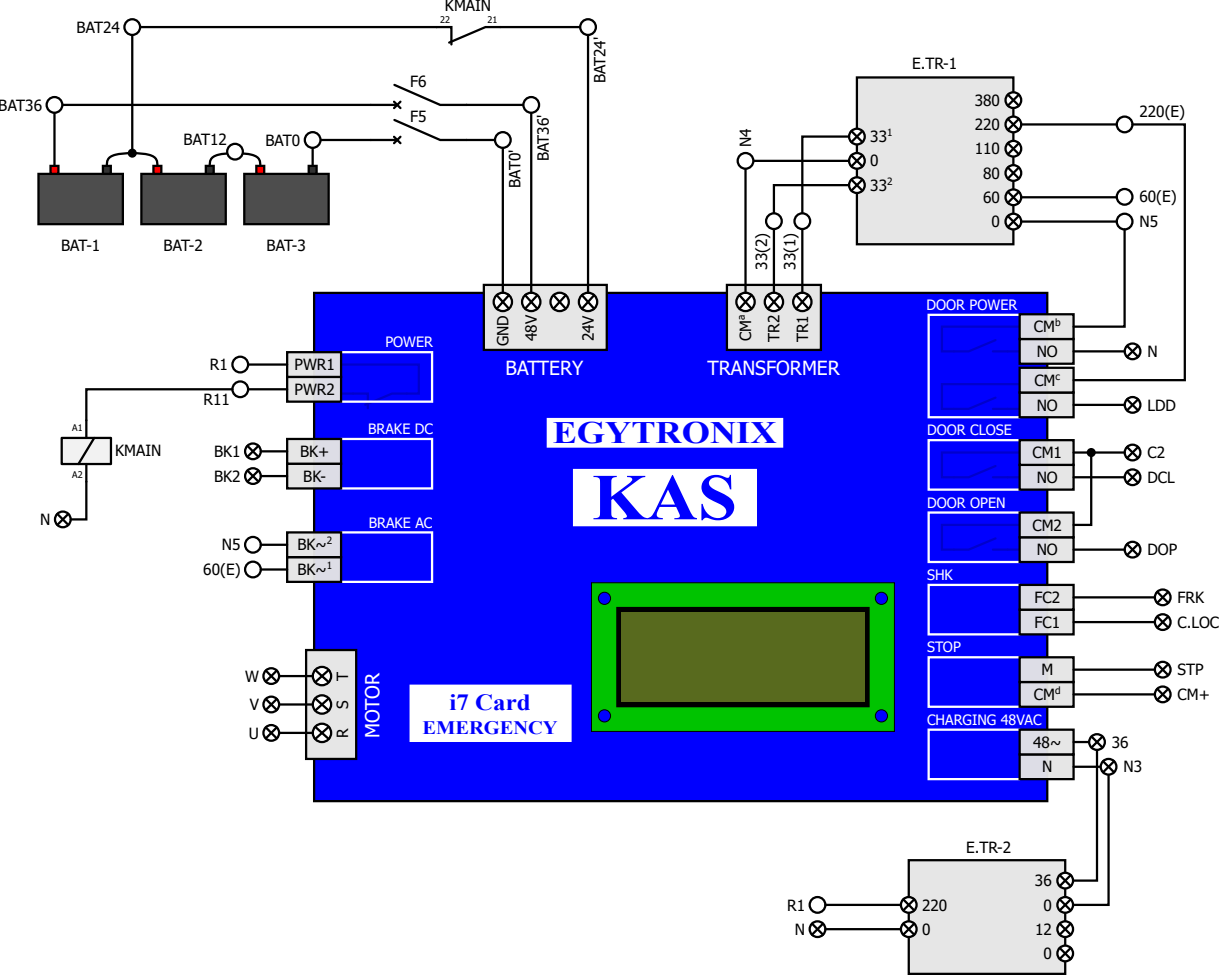 KMAIN
22 21
BAT24
BAT24'
BAT36
F6
BAT36'
F5
BAT12
BAT0
BAT0'
BAT-1
BAT-2
BAT-3
E.TR-1
380
220
110
80
60
0
33¹
0
33²
220(E)
60(E)
N5
N4
33(2)
33(1)
GND
48V
24V
BATTERY
CMᵃ
TR2
TR1
TRANSFORMER
POWER
R1
PWR1
R11
PWR2
A1
KMAIN
A2
N
BRAKE DC
BK1
BK+
BK2
BK-
BRAKE AC
N5
BK~²
60(E)
BK~¹
W
T
V
S
U
R
MOTOR
EGYTRONIX
KAS
i7 Card
EMERGENCY
DOOR POWER
CMᵇ
NO
N
CMᶜ
NO
LDD
DOOR CLOSE
CM1
C2
NO
DCL
DOOR OPEN
CM2
NO
DOP
SHK
FC2
FRK
FC1
C.LOC
STOP
M
STP
CMᵈ
CM+
CHARGING 48VAC
48~
36
N
N3
E.TR-2
R1
220
N
0
36
0
12
0